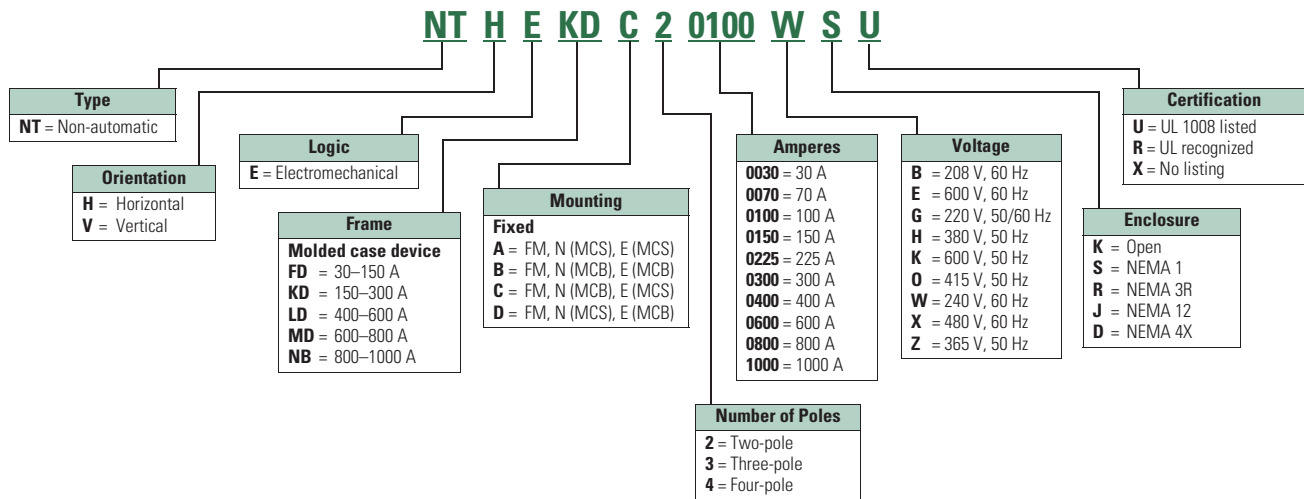 NT H E KD C 2 0100 W S U
Type
NT = Non-automatic
Orientation
H = Horizontal
V = Vertical
Logic
E = Electromechanical
Frame
Molded case device
FD = 30–150 A
KD = 150–300 A
LD = 400–600 A
MD = 600–800 A
NB = 800–1000 A
Mounting
Fixed
A = FM, N (MCS), E (MCS)
B = FM, N (MCB), E (MCB)
C = FM, N (MCB), E (MCS)
D = FM, N (MCS), E (MCB)
Number of Poles
2 = Two-pole
3 = Three-pole
4 = Four-pole
Amperes
0030 = 30 A
0070 = 70 A
0100 = 100 A
0150 = 150 A
0225 = 225 A
0300 = 300 A
0400 = 400 A
0600 = 600 A
0800 = 800 A
1000 = 1000 A
Voltage
B = 208 V, 60 Hz
E = 600 V, 60 Hz
G = 220 V, 50/60 Hz
H = 380 V, 50 Hz
K = 600 V, 50 Hz
O = 415 V, 50 Hz
W = 240 V, 60 Hz
X = 480 V, 60 Hz
Z = 365 V, 50 Hz
Enclosure
K = Open
S = NEMA 1
R = NEMA 3R
J = NEMA 12
D = NEMA 4X
Certification
U = UL 1008 listed
R = UL recognized
X = No listing